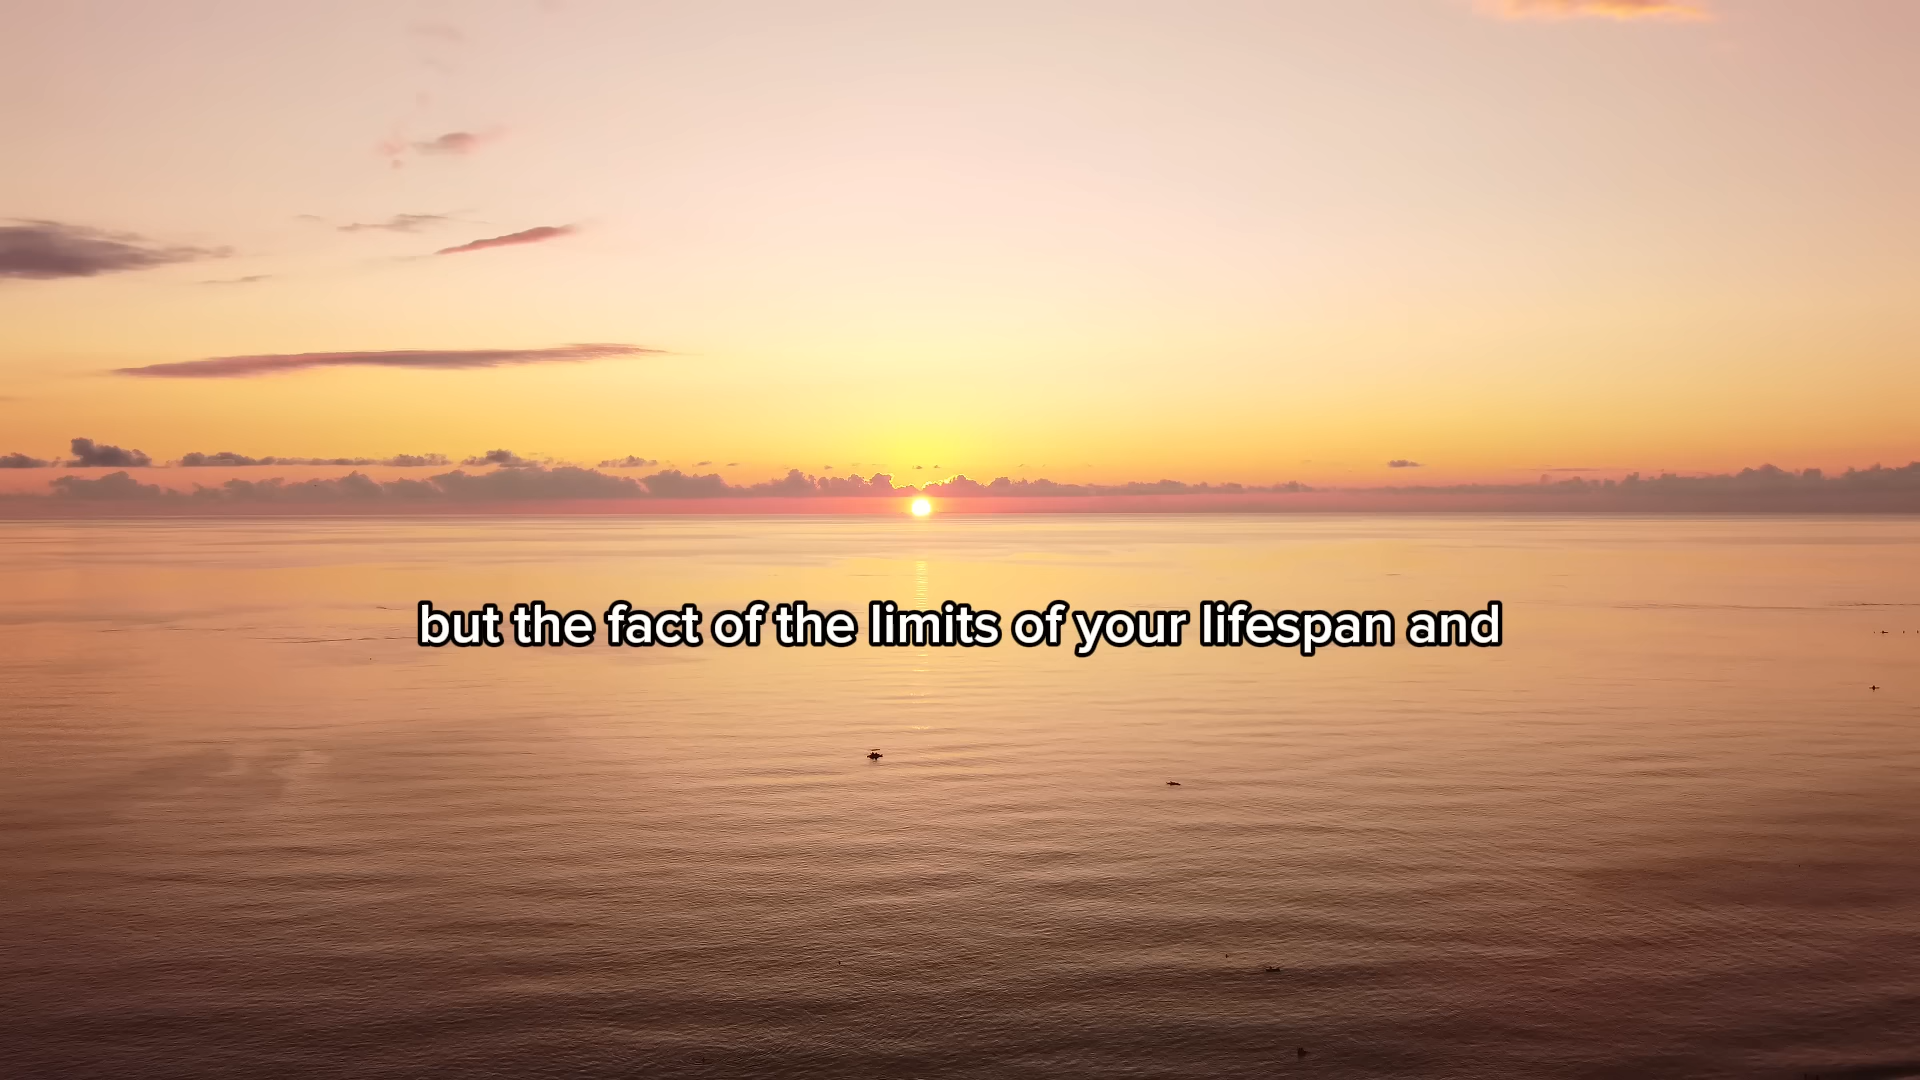 but the fact of the limits of your lifespan and